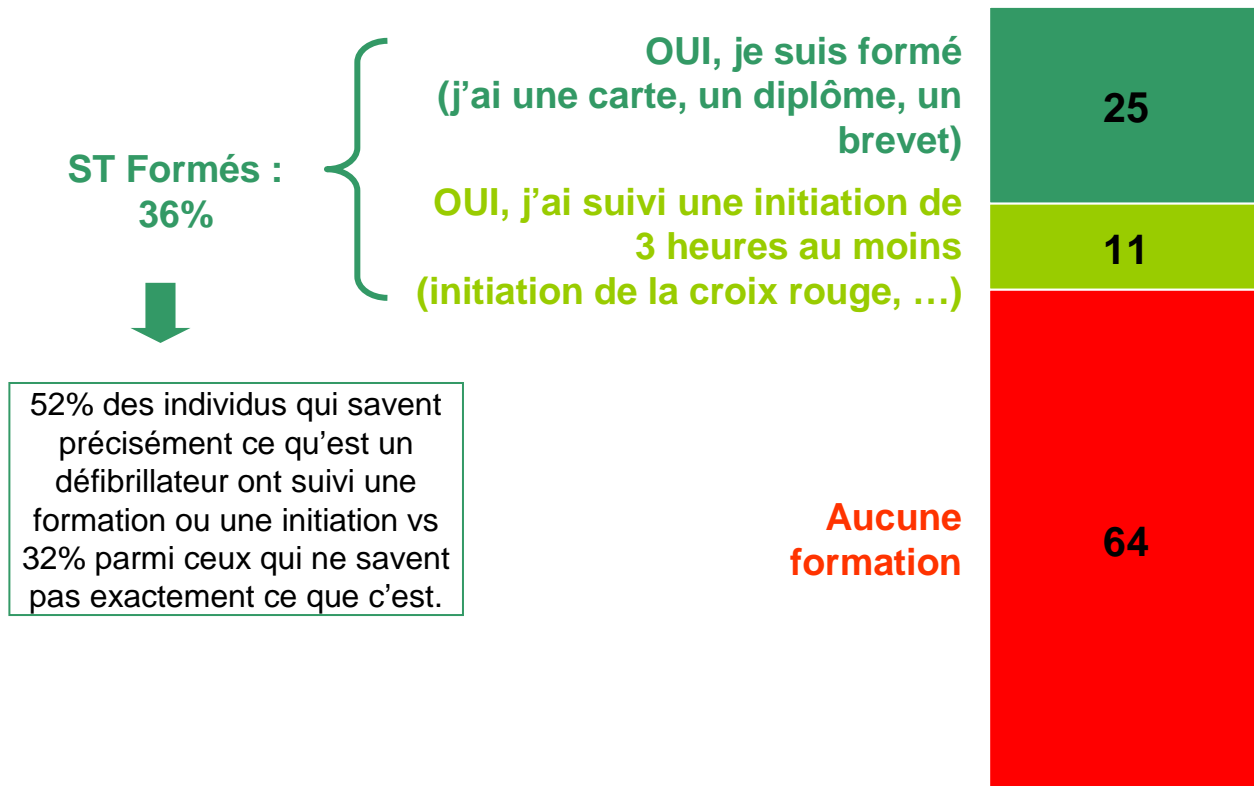 OUI, je suis formé
(j’ai une carte, un diplôme, un
brevet)
25
ST Formés :
36%
OUI, j’ai suivi une initiation de
3 heures au moins
(initiation de la croix rouge, …)
11
52% des individus qui savent
précisément ce qu’est un
défibrillateur ont suivi une
formation ou une initiation vs
32% parmi ceux qui ne savent
pas exactement ce que c’est.
Aucune
formation
64